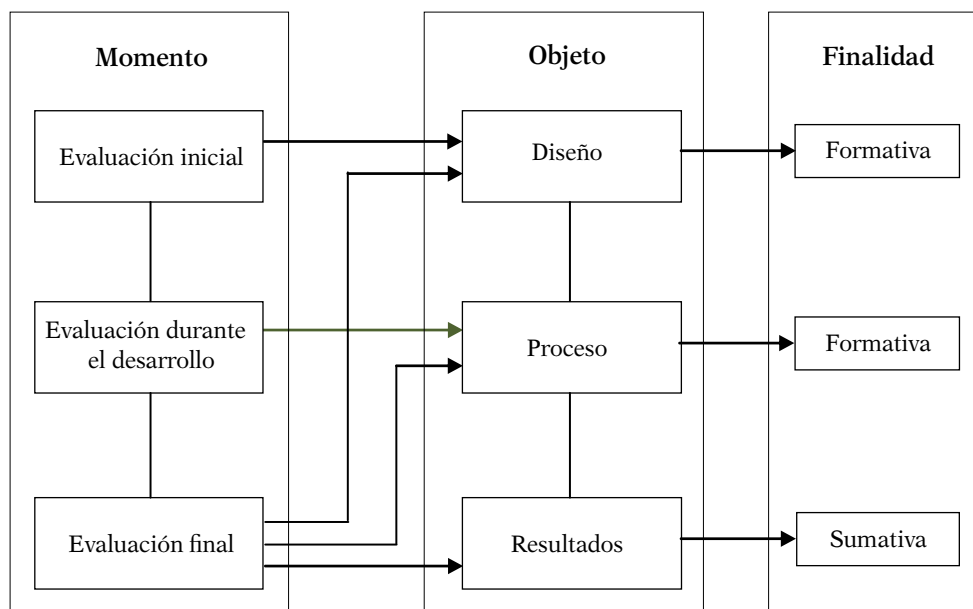 Momento
Objeto
Finalidad
Evaluación inicial
Diseño
Formativa
Evaluación durante
el desarrollo
Proceso
Formativa
Evaluación final
Resultados
Sumativa